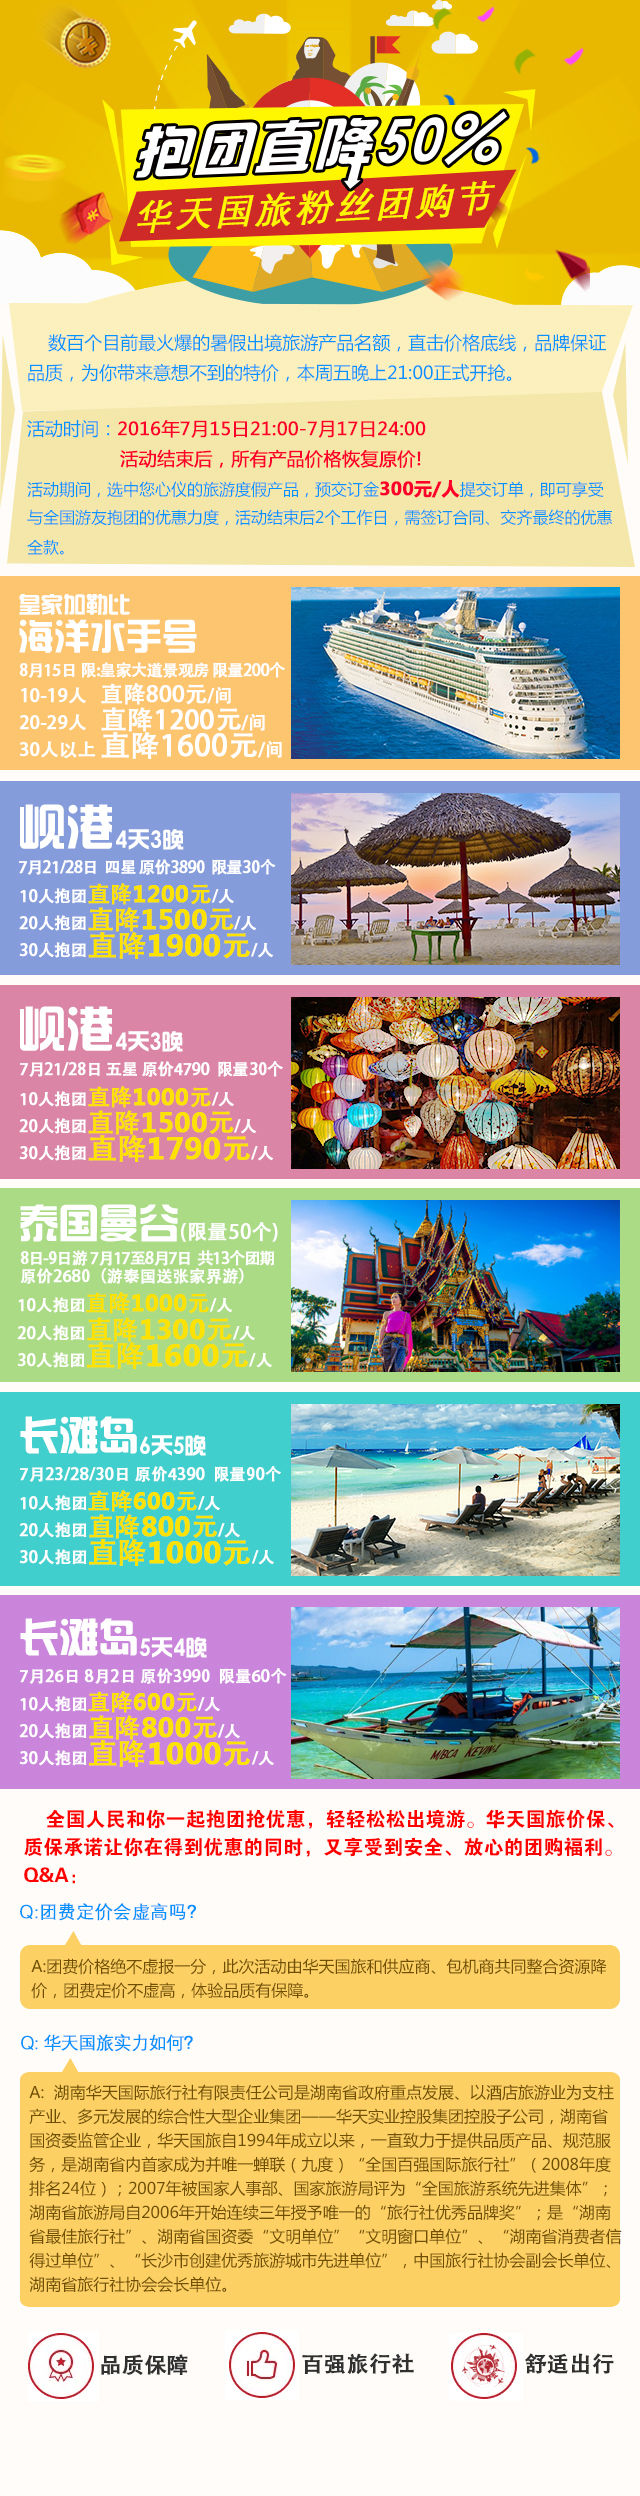 抱团直降50%
华天国旅粉丝团购节
数百个目前最火爆的暑假出境旅游产品名额，直击价格底线，品牌保证
品质，为你带来意想不到的特价，本周五晚上21:00正式开抢。
活动时间：2016年7月15日21:00-7月17日24:00
活动结束后，所有产品价格恢复原价!
活动期间，选中您心仪的旅游度假产品，预交订金300元/人提交订单，即可享受
与全国游友抱团的优惠力度，活动结束后2个工作日，需签订合同、交齐最终的优惠
全款。
皇家加勒比
海洋水手号
8月15日 限:皇家大道景观房 限量200个
10-19人 直降800元/间
20-29人 直降1200元/间
30人以上 直降1600元/间
岘港4天3晚
7月21/28日 四星 原价3890 限量30个
10人抱团直降1200元/人
20人抱团直降1500元/人
30人抱团直降1900元/人
岘港4天3晚
7月21/28日 五星 原价4790 限量30个
10人抱团直降1000元/人
20人抱团直降1500元/人
30人抱团直降1790元/人
泰国曼谷(限量50个)
8日-9日游 7月17至8月7日 共13个团期
原价2680（游泰国送张家界游）
10人抱团直降1000元/人
20人抱团直降1300元/人
30人抱团直降1600元/人
长滩岛6天5晚
7月23/28/30日 原价4390 限量90个
10人抱团直降600元/人
20人抱团直降800元/人
30人抱团直降1000元/人
长滩岛5天4晚
7月26日 8月2日 原价3990 限量60个
10人抱团直降600元/人
20人抱团直降800元/人
30人抱团直降1000元/人
M/BCA KEVIN-I
全国人民和你一起抱团抢优惠，轻轻松松出境游。华天国旅价保、
质保承诺让你在得到优惠的同时，又享受到安全、放心的团购福利。
Q&A：
Q:团费定价会虚高吗?
A:团费价格绝不虚报一分，此次活动由华天国旅和供应商、包机商共同整合资源降
价，团费定价不虚高，体验品质有保障。
Q: 华天国旅实力如何?
A: 湖南华天国际旅行社有限责任公司是湖南省政府重点发展、以酒店旅游业为支柱
产业、多元发展的综合性大型企业集团——华天实业控股集团控股子公司，湖南省
国资委监管企业，华天国旅自1994年成立以来，一直致力于提供品质产品、规范服
务，是湖南省内首家成为并唯一蝉联（九度）“全国百强国际旅行社”（2008年度
排名24位）；2007年被国家人事部、国家旅游局评为“全国旅游系统先进集体”；
湖南省旅游局自2006年开始连续三年授予唯一的“旅行社优秀品牌奖”；是“湖南
省最佳旅行社”、湖南省国资委“文明单位”“文明窗口单位”、“湖南省消费者信
得过单位”、“长沙市创建优秀旅游城市先进单位”，中国旅行社协会副会长单位、
湖南省旅行社协会会长单位。
品质保障 百强旅行社 舒适出行